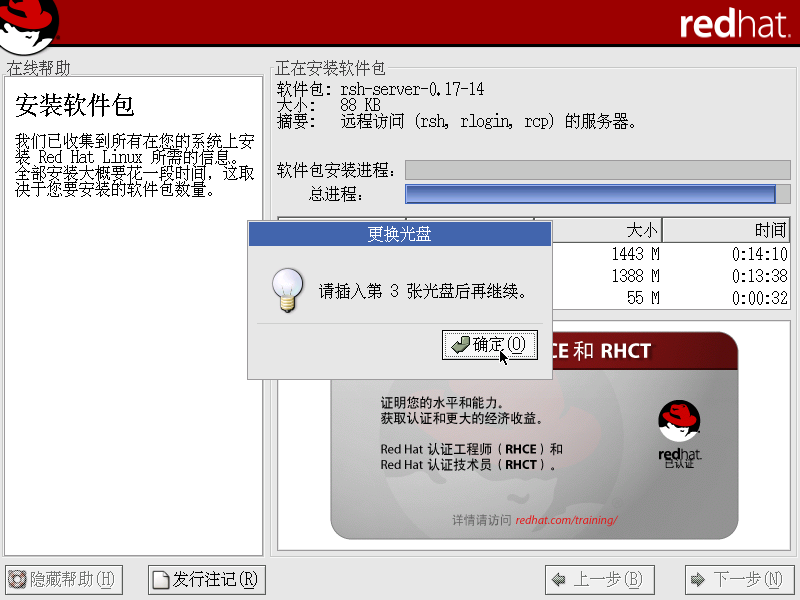 redhat.
在线帮助
安装软件包
我们已收集到所有在您的系统上安
装 Red Hat Linux 所需的信息。
全部安装大概要花一段时间，这取
决于您要安装的软件包数量。
正在安装软件包
软件包: rsh-server-0.17-14
大小: 88 KB
摘要: 远程访问 (rsh, rlogin, rcp) 的服务器。
软件包安装进程:
总进程:
大小 时间
1443 M 0:14:10
1388 M 0:13:38
55 M 0:00:32
更换光盘
请插入第 3 张光盘后再继续。
确定(O)
CE 和 RHCT
证明您的水平和能力。
获取认证和更大的经济收益。
Red Hat 认证工程师（RHCE）和
Red Hat 认证技术员（RHCT）。
redhat.
已认证
详情请访问 redhat.com/training/
隐藏帮助(H) 发行注记(R) 上一步(B) 下一步(N)